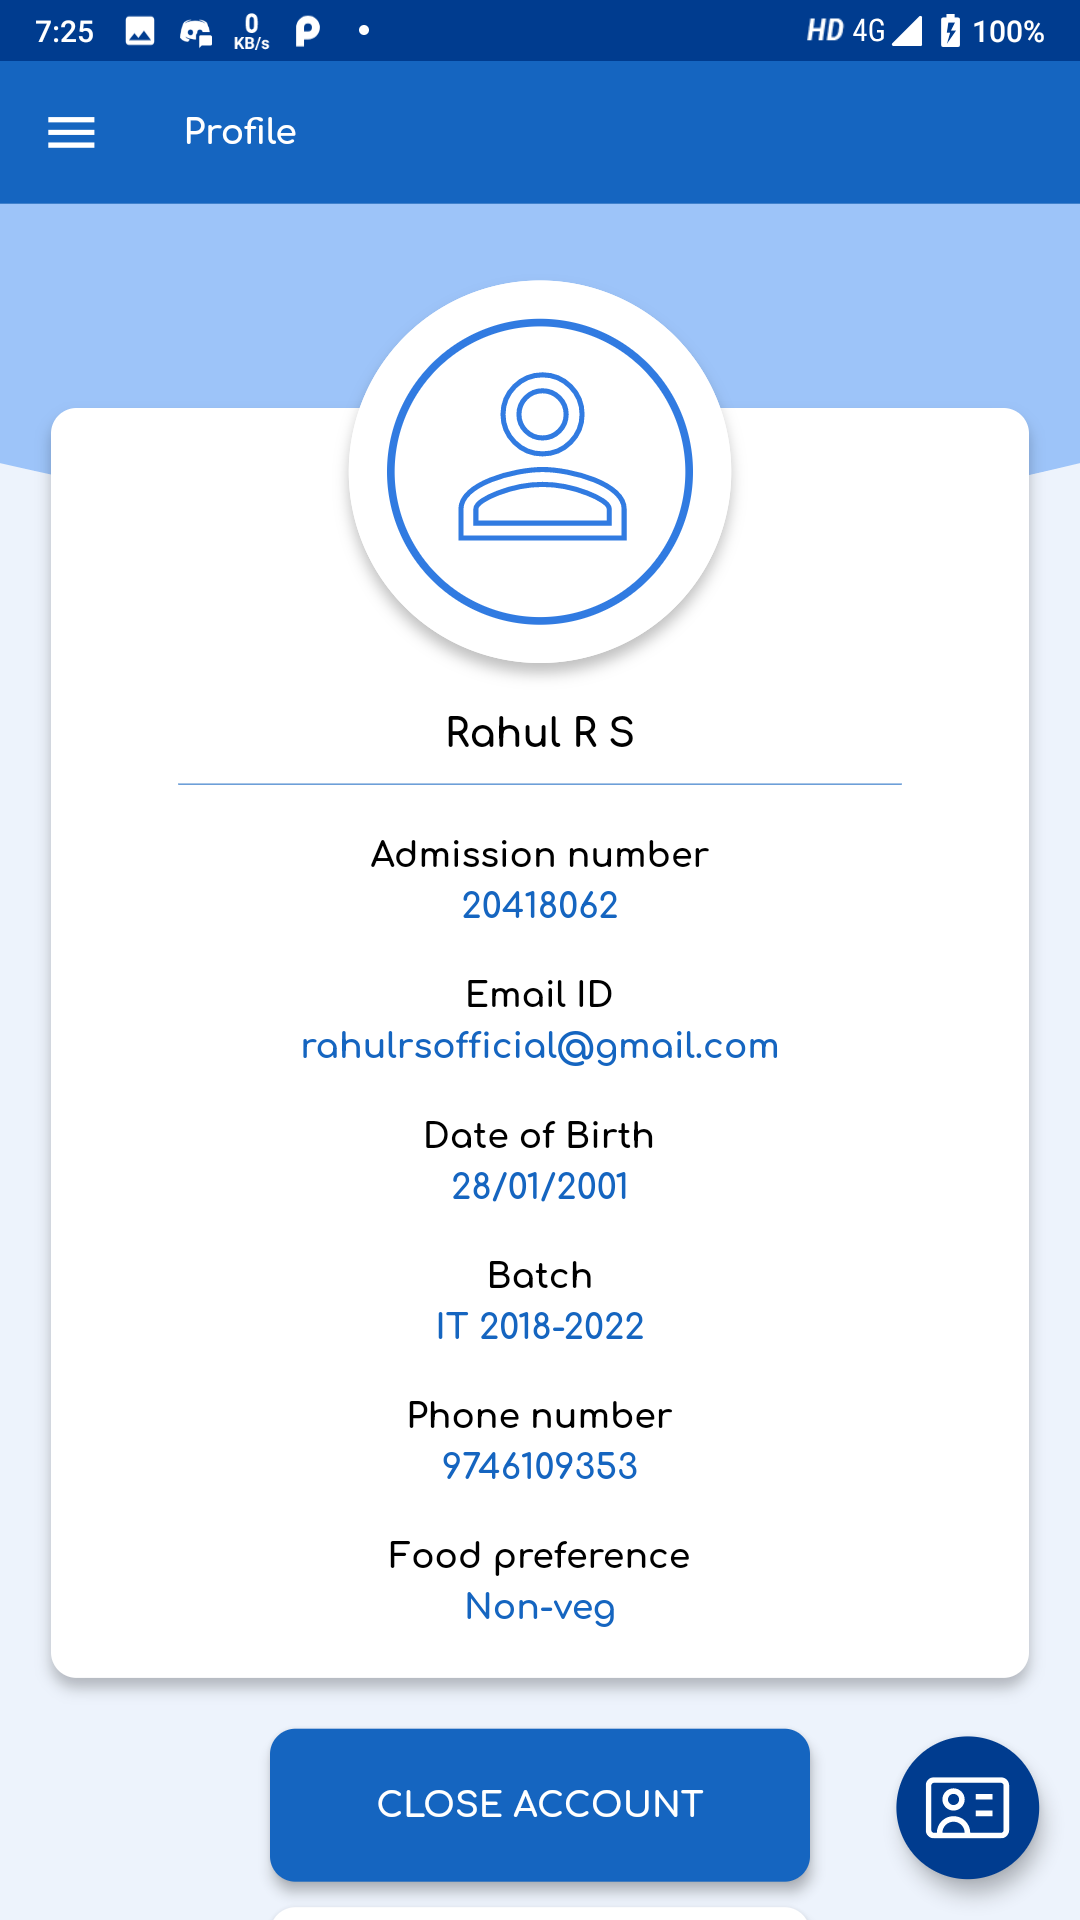 7:25 0 KB/s HD 4G 100%
Profile
Rahul R S
Admission number
20418062
Email ID
rahulrsofficial@gmail.com
Date of Birth
28/01/2001
Batch
IT 2018-2022
Phone number
9746109353
Food preference
Non-veg
CLOSE ACCOUNT